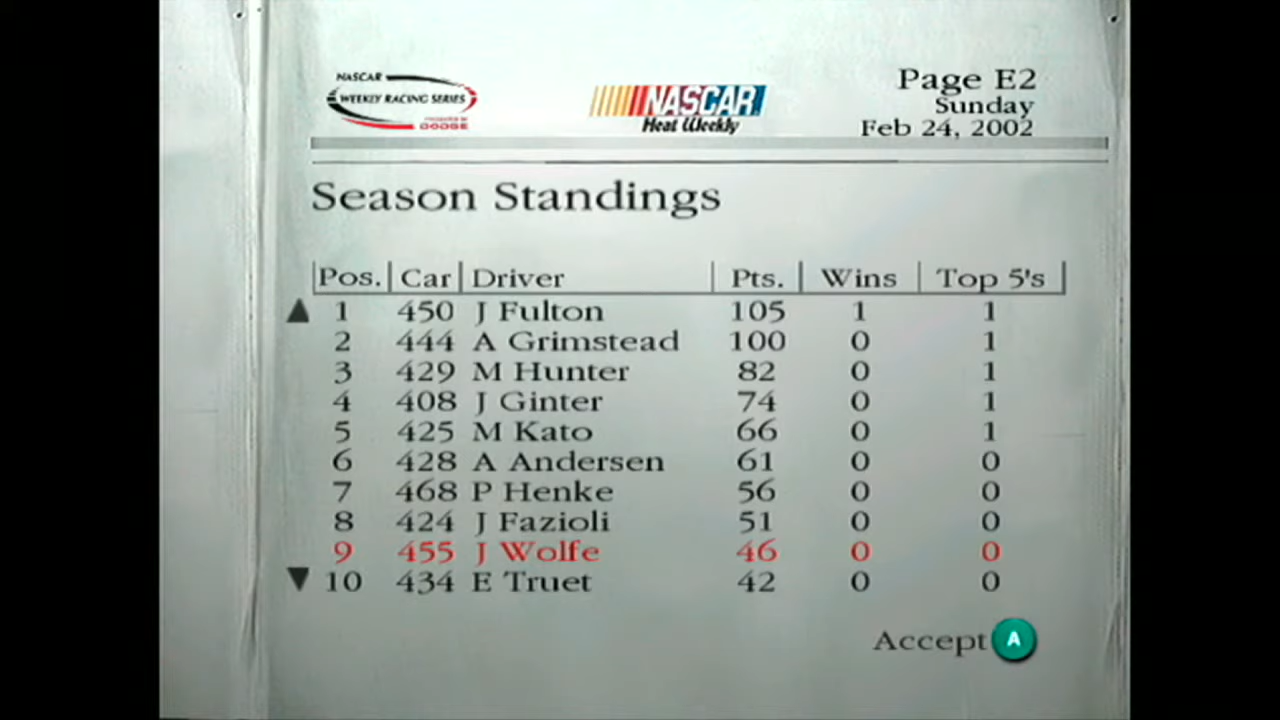 NASCAR
WEEKLY RACING SERIES
PRESENTED BY
DODGE
NASCAR
Heat Weekly
Page E2
Sunday
Feb 24, 2002
Season Standings
Pos. Car Driver Pts. Wins Top 5's
1 450 J Fulton 105 1 1
2 444 A Grimstead 100 0 1
3 429 M Hunter 82 0 1
4 408 J Ginter 74 0 1
5 425 M Kato 66 0 1
6 428 A Andersen 61 0 0
7 468 P Henke 56 0 0
8 424 J Fazioli 51 0 0
9 455 J Wolfe 46 0 0
10 434 E Truet 42 0 0
Accept A